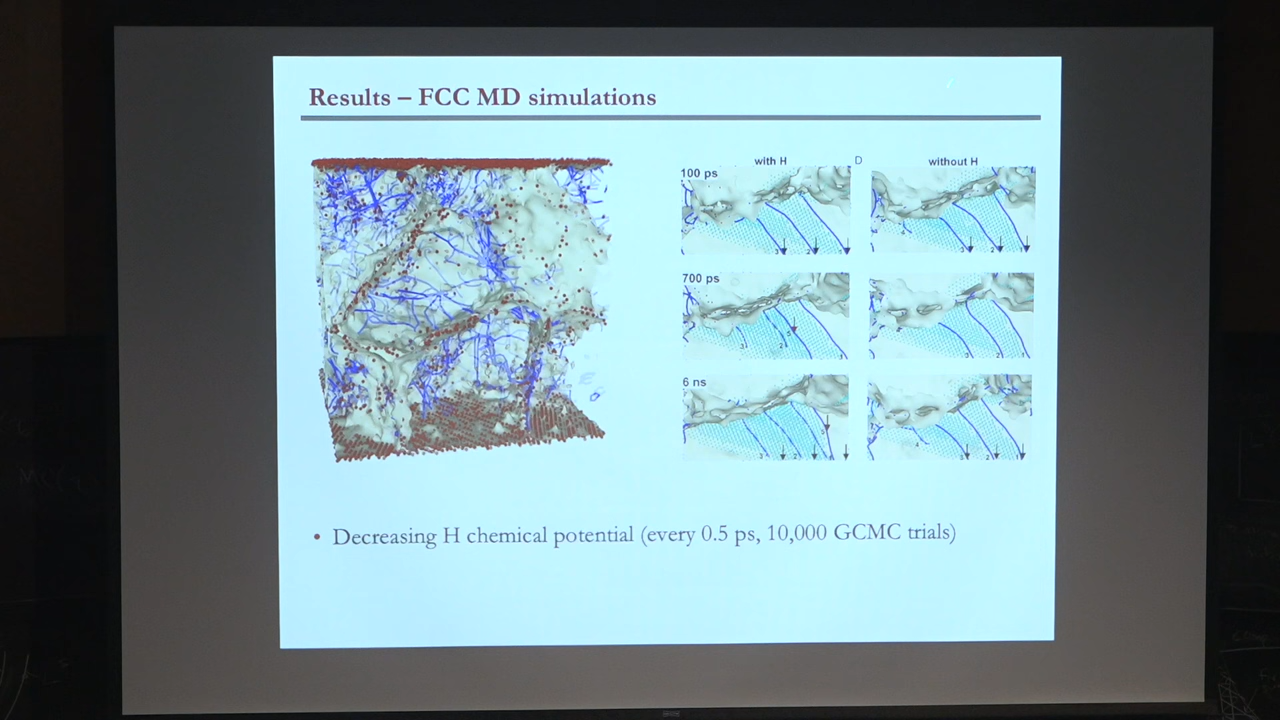 Results – FCC MD simulations
with H
D
without H
100 ps
700 ps
6 ns
• Decreasing H chemical potential (every 0.5 ps, 10,000 GCMC trials)